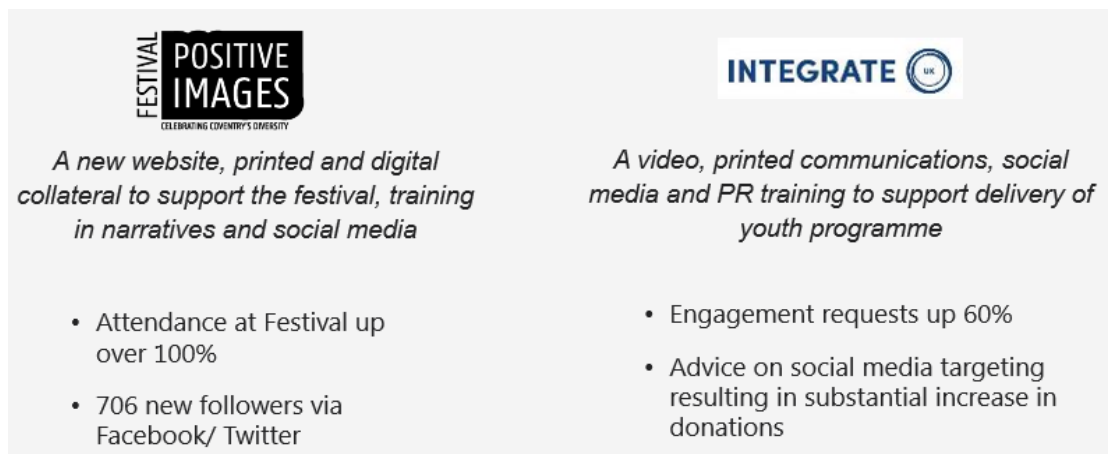 FESTIVAL
POSITIVE
IMAGES
CELEBRATING COVENTRY'S DIVERSITY
A new website, printed and digital
collateral to support the festival, training
in narratives and social media
• Attendance at Festival up
over 100%
• 706 new followers via
Facebook/ Twitter
INTEGRATE UK
A video, printed communications, social
media and PR training to support delivery of
youth programme
• Engagement requests up 60%
• Advice on social media targeting
resulting in substantial increase in
donations